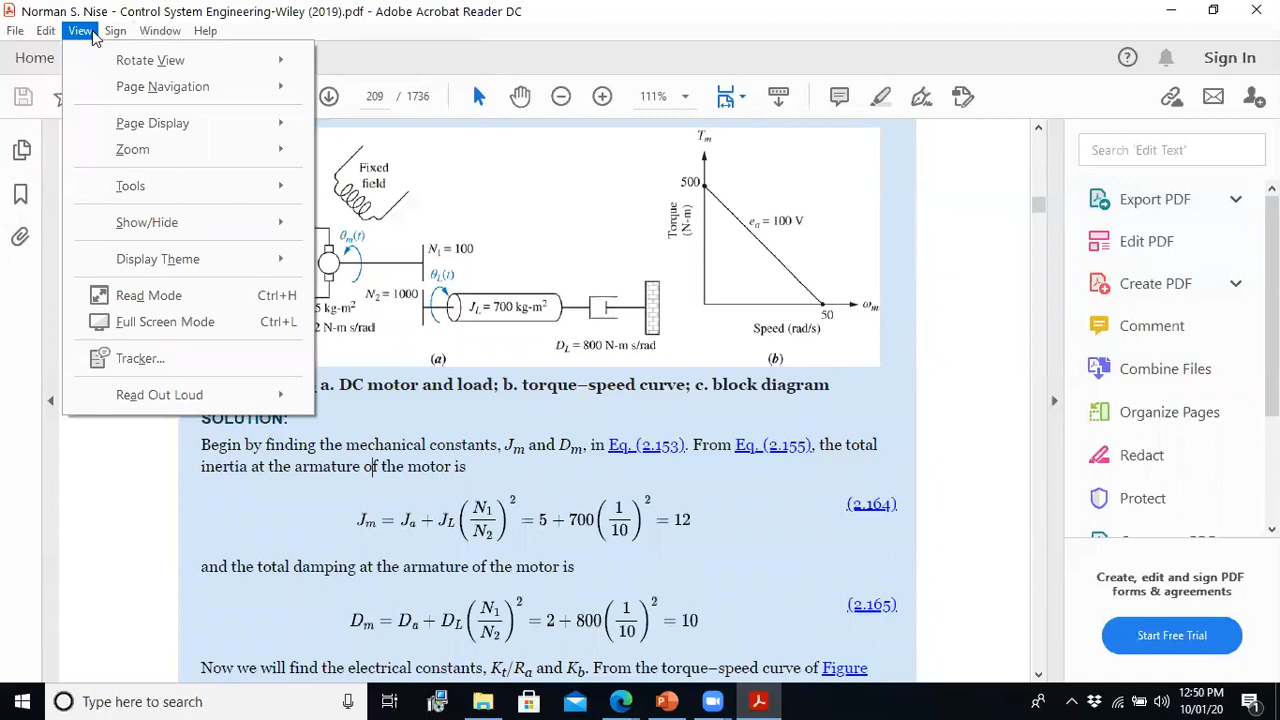 Norman S. Nise - Control System Engineering-Wiley (2019).pdf - Adobe Acrobat Reader DC
File Edit View Sign Window Help
Home
Sign In
209 / 1736
111%
Rotate View
Page Navigation
Page Display
Zoom
Tools
Show/Hide
Display Theme
Read Mode Ctrl+H
Full Screen Mode Ctrl+L
Tracker...
Read Out Loud
Fixed
field
θm(t)
N1 = 100
θL(t)
N2 = 1000
5 kg-m²
2 N-m s/rad
JL = 700 kg-m²
DL = 800 N-m s/rad
(a)
Tm
500
Torque
(N-m)
ea = 100 V
50
ωm
Speed (rad/s)
(b)
a. DC motor and load; b. torque–speed curve; c. block diagram
SOLUTION:
Begin by finding the mechanical constants, Jm and Dm, in Eq. (2.153). From Eq. (2.155), the total
inertia at the armature of the motor is
Jm = Ja + JL (N1/N2)² = 5 + 700 (1/10)² = 12 (2.164)
and the total damping at the armature of the motor is
Dm = Da + DL (N1/N2)² = 2 + 800 (1/10)² = 10 (2.165)
Now we will find the electrical constants, Kt/Ra and Kb. From the torque–speed curve of Figure
Search 'Edit Text'
Export PDF
Edit PDF
Create PDF
Comment
Combine Files
Organize Pages
Redact
Protect
Create, edit and sign PDF
forms & agreements
Start Free Trial
Type here to search
12:50 PM
10/01/20
1